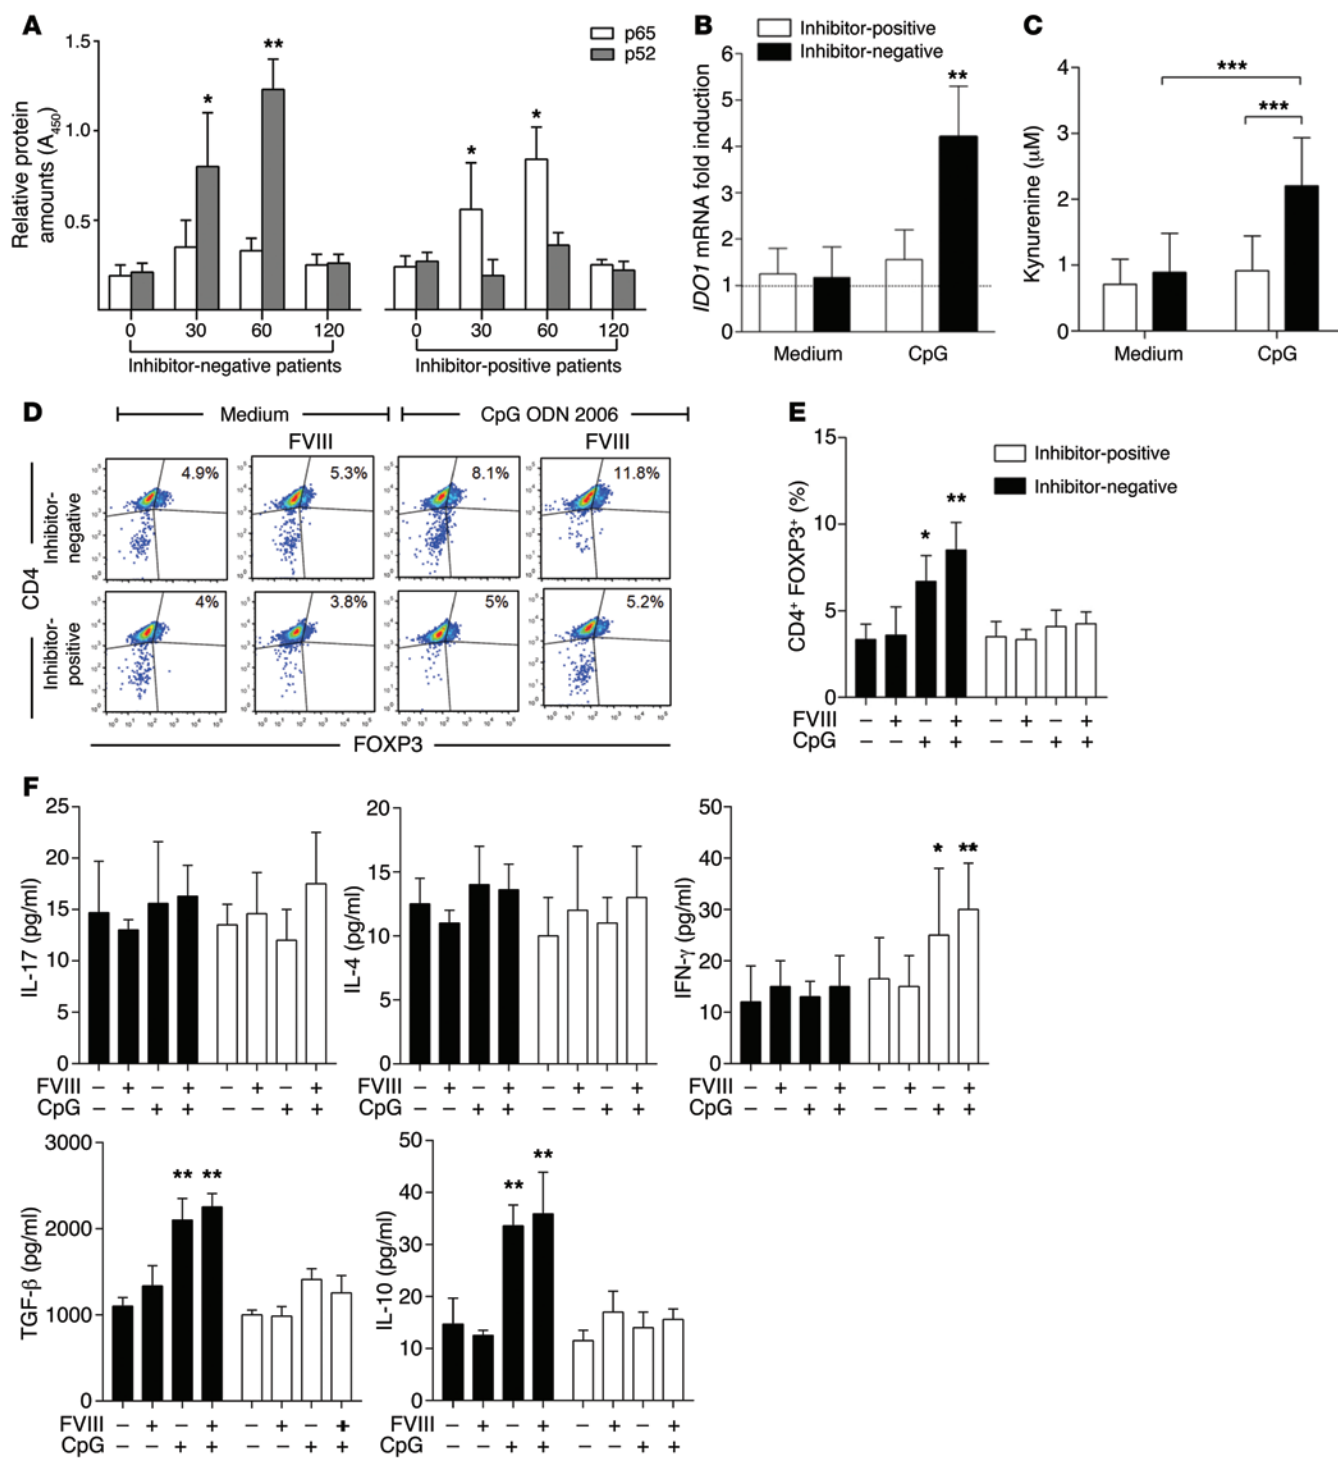 A
1.5
1.0
0.5
Relative protein
amounts (A450)
p65
p52
*
**
*
*
0 30 60 120
Inhibitor-negative patients
0 30 60 120
Inhibitor-positive patients
B
Inhibitor-positive
Inhibitor-negative
IDO1 mRNA fold induction
6
5
4
3
2
1
0
**
Medium CpG
C
Kynurenine (μM)
4
3
2
1
0
***
***
Medium CpG
D
Medium CpG ODN 2006
FVIII FVIII
CD4
Inhibitor-
negative
4.9% 5.3% 8.1% 11.8%
Inhibitor-
positive
4% 3.8% 5% 5.2%
FOXP3
E
Inhibitor-positive
Inhibitor-negative
CD4+ FOXP3+ (%)
15
10
5
0
* **
FVIII − + − + − + − +
CpG − − + + − − + +
F
IL-17 (pg/ml)
25
20
15
10
5
0
FVIII − + − + − + − +
CpG − − + + − − + +
IL-4 (pg/ml)
20
15
10
5
0
− + − + − + − +
− − + + − − + +
IFN-γ (pg/ml)
50
40
30
20
10
0
* **
FVIII − + − + − + − +
CpG − − + + − − + +
TGF-β (pg/ml)
3000
2000
1000
0
** **
FVIII − + − + − + − +
CpG − − + + − − + +
IL-10 (pg/ml)
50
40
30
20
10
0
** **
− + − + − + − +
− − + + − − + +